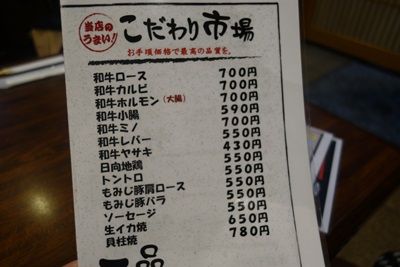 当店の
うまい!!
こだわり市場
お手頃価格で最高の品質を。
和牛ロース 700円
和牛カルビ 700円
和牛ホルモン(大腸) 700円
和牛小腸 590円
和牛ミノ 700円
和牛レバー 550円
和牛ヤサキ 430円
日向地鶏 550円
トントロ 550円
もみじ豚肩ロース 550円
もみじ豚バラ 550円
ソーセージ 550円
生イカ焼 650円
貝柱焼 780円
一品